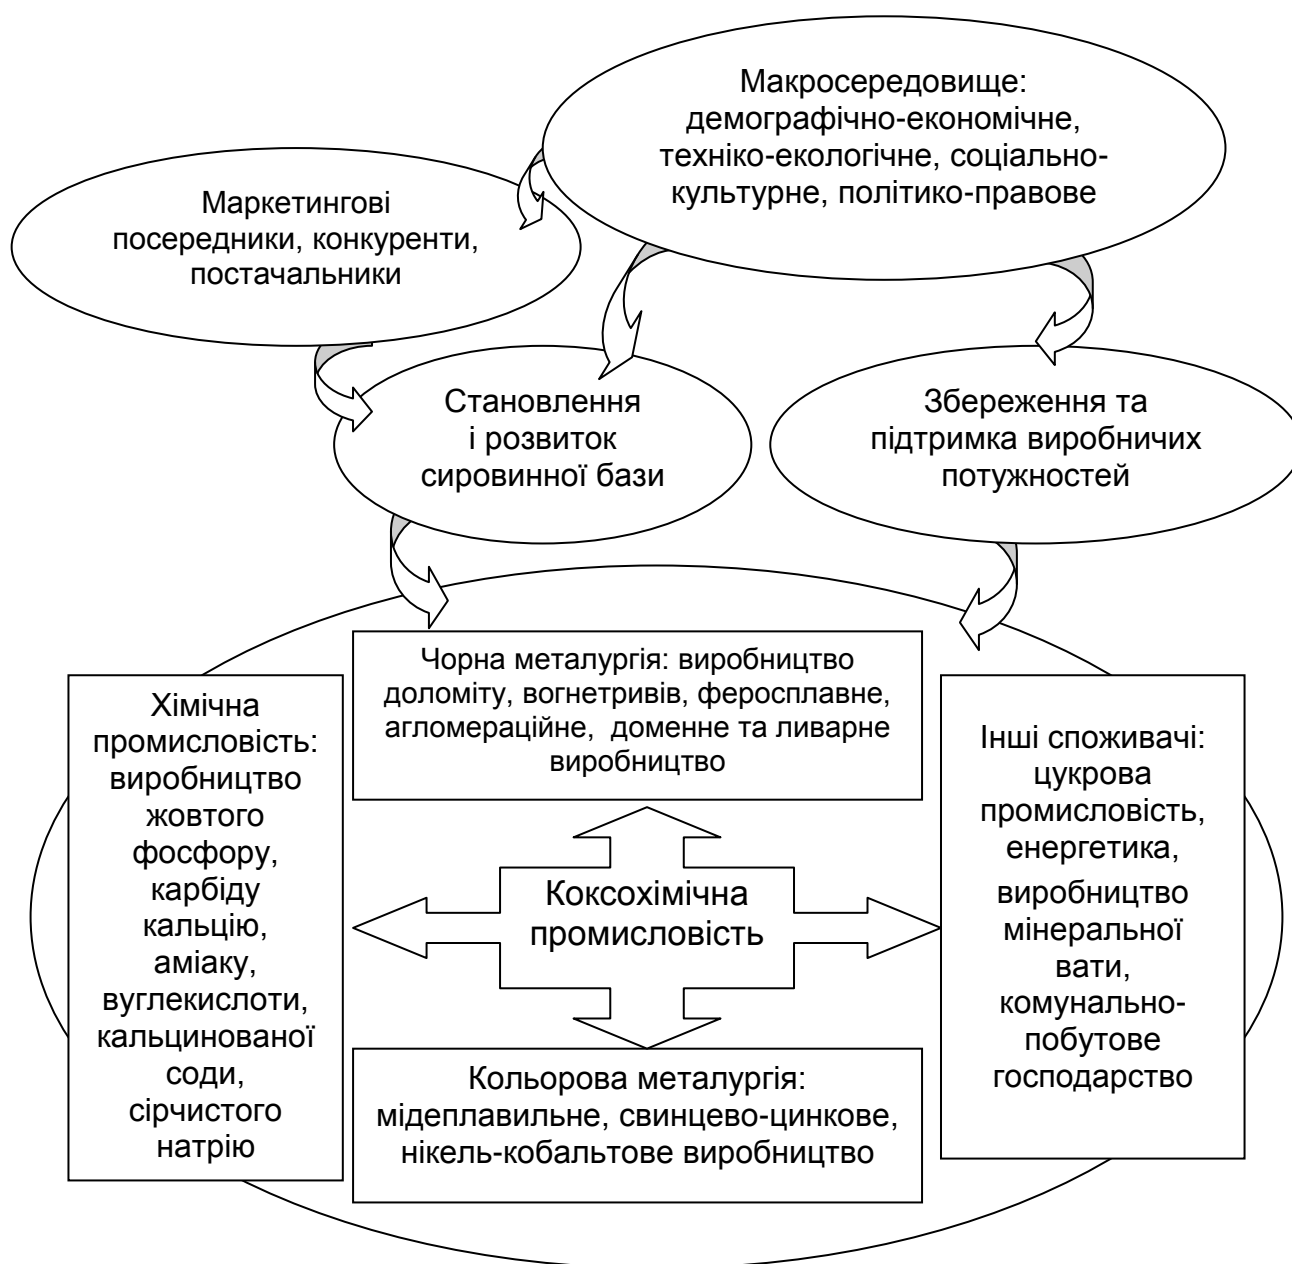 Макросередовище:
демографічно-економічне,
техніко-екологічне, соціально-
культурне, політико-правове
Маркетингові
посередники, конкуренти,
постачальники
Становлення
і розвиток
сировинної бази
Збереження та
підтримка виробничих
потужностей
Чорна металургія: виробництво
доломіту, вогнетривів, феросплавне,
агломераційне, доменне та ливарне
виробництво
Хімічна
промисловість:
виробництво
жовтого
фосфору,
карбіду
кальцію,
аміаку,
вуглекислоти,
кальцинованої
соди,
сірчистого
натрію
Коксохімічна
промисловість
Інші споживачі:
цукрова
промисловість,
енергетика,
виробництво
мінеральної
вати,
комунально-
побутове
господарство
Кольорова металургія:
мідеплавильне, свинцево-цинкове,
нікель-кобальтове виробництво